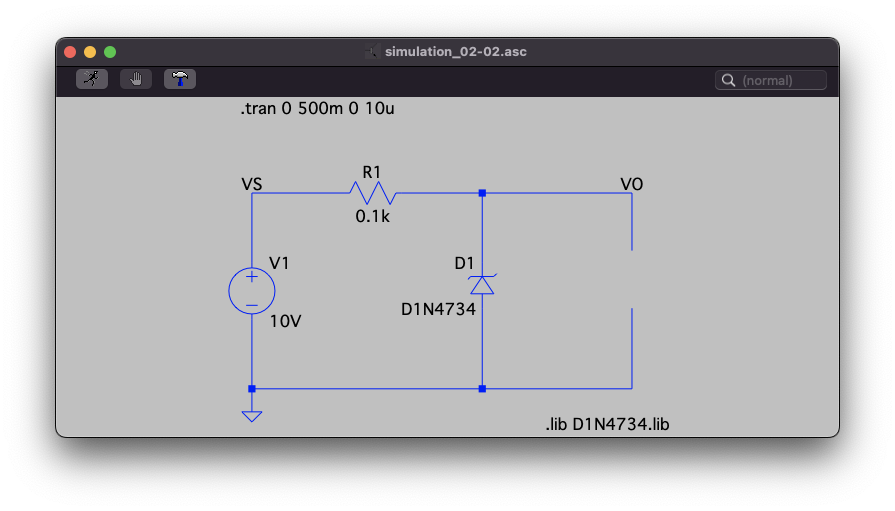 simulation_02-02.asc
(normal)
.tran 0 500m 0 10u
VS
R1
0.1k
VO
V1
10V
D1
D1N4734
.lib D1N4734.lib